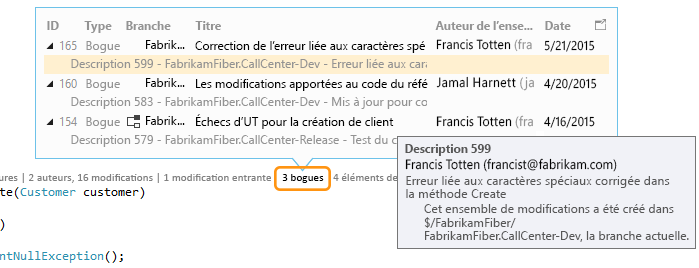 ID Type Branche Titre Auteur de l'ense... Date
165 Bogue Fabrik... Correction de l'erreur liée aux caractères spé Francis Totten (fra 5/21/2015
Description 599 - FabrikamFiber.CallCenter-Dev - Erreur liée aux cara
160 Bogue Fabrik... Les modifications apportées au code du réfé Jamal Harnett (ja 4/20/2015
Description 583 - FabrikamFiber.CallCenter-Dev - Mis à jour pour co
154 Bogue Fabrik... Échecs d'UT pour la création de client Francis Totten (fra 4/16/2015
Description 579 - FabrikamFiber.CallCenter-Release - Test du c
Description 599
Francis Totten (francist@fabrikam.com)
Erreur liée aux caractères spéciaux corrigée dans
la méthode Create
Cet ensemble de modifications a été créé dans
$/FabrikamFiber/
FabrikamFiber.CallCenter-Dev, la branche actuelle.
ures | 2 auteurs, 16 modifications | 1 modification entrante | 3 bogues | 4 éléments de
te(Customer customer)
)
ntNullException();